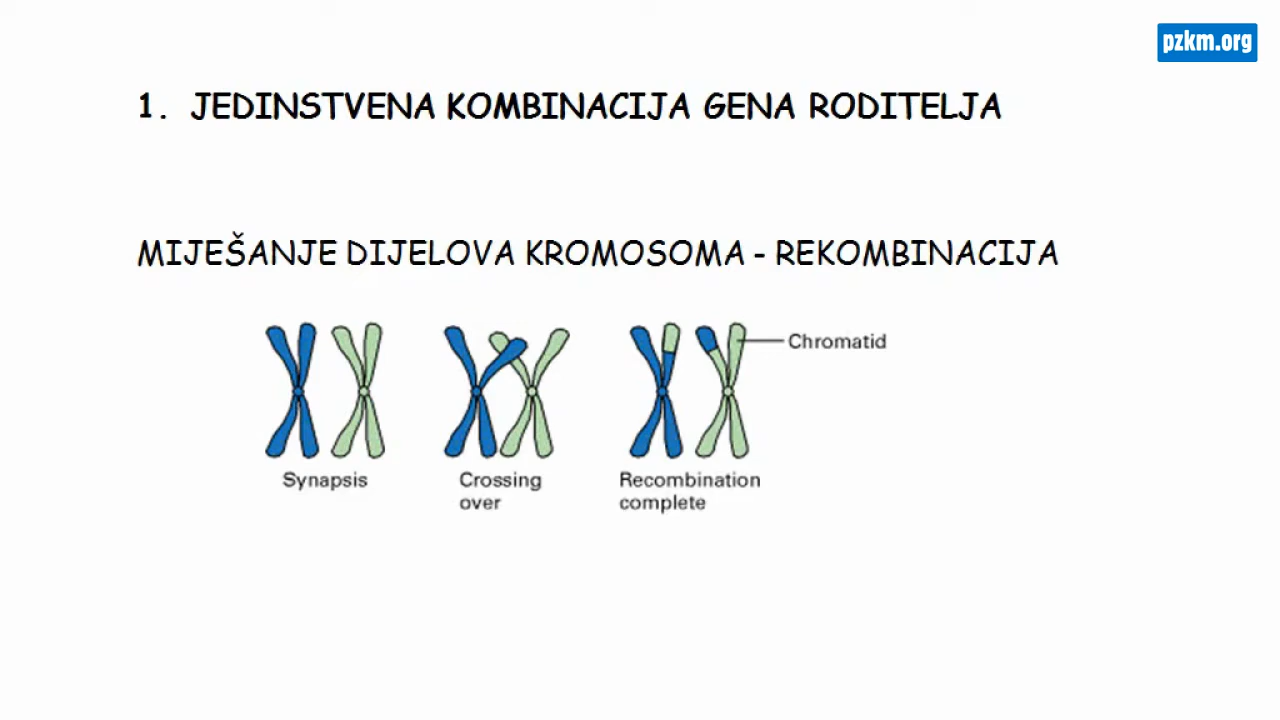 pzkm.org
1. JEDINSTVENA KOMBINACIJA GENA RODITELJA
MIJEŠANJE DIJELOVA KROMOSOMA - REKOMBINACIJA
Chromatid
Synapsis
Crossing
over
Recombination
complete